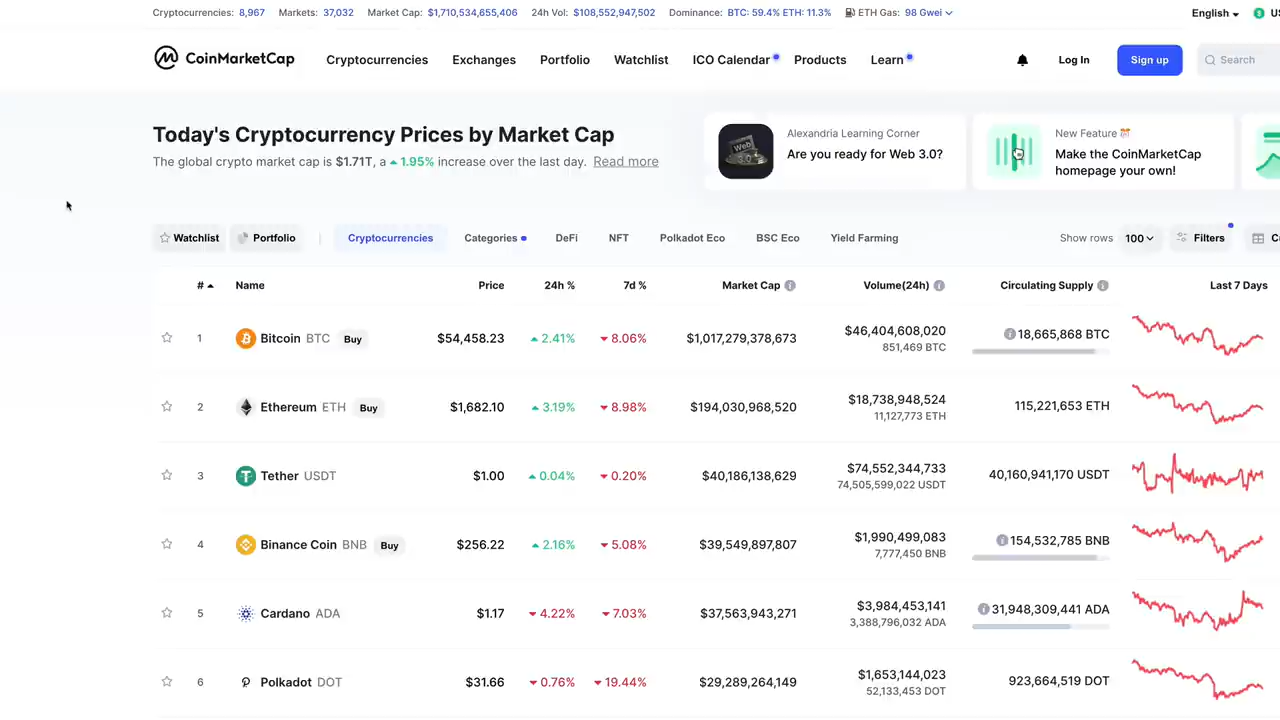 Cryptocurrencies: 8,967 Markets: 37,032 Market Cap: $1,710,534,655,406 24h Vol: $108,552,947,502 Dominance: BTC: 59.4% ETH: 11.3% ETH Gas: 98 Gwei English
CoinMarketCap Cryptocurrencies Exchanges Portfolio Watchlist ICO Calendar Products Learn Log In Sign up Search
Today's Cryptocurrency Prices by Market Cap
The global crypto market cap is $1.71T, a 1.95% increase over the last day. Read more
Web 3.0
Alexandria Learning Corner
Are you ready for Web 3.0?
New Feature
Make the CoinMarketCap
homepage your own!
Watchlist Portfolio Cryptocurrencies Categories DeFi NFT Polkadot Eco BSC Eco Yield Farming Show rows 100 Filters
# Name Price 24h % 7d % Market Cap Volume(24h) Circulating Supply Last 7 Days
1 Bitcoin BTC Buy $54,458.23 2.41% 8.06% $1,017,279,378,673 $46,404,608,020 18,665,868 BTC
851,469 BTC
2 Ethereum ETH Buy $1,682.10 3.19% 8.98% $194,030,968,520 $18,738,948,524 115,221,653 ETH
11,127,773 ETH
3 Tether USDT $1.00 0.04% 0.20% $40,186,138,629 $74,552,344,733 40,160,941,170 USDT
74,505,599,022 USDT
4 Binance Coin BNB Buy $256.22 2.16% 5.08% $39,549,897,807 $1,990,499,083 154,532,785 BNB
7,777,450 BNB
5 Cardano ADA $1.17 4.22% 7.03% $37,563,943,271 $3,984,453,141 31,948,309,441 ADA
3,388,796,032 ADA
6 Polkadot DOT $31.66 0.76% 19.44% $29,289,264,149 $1,653,144,023 923,664,519 DOT
52,133,453 DOT